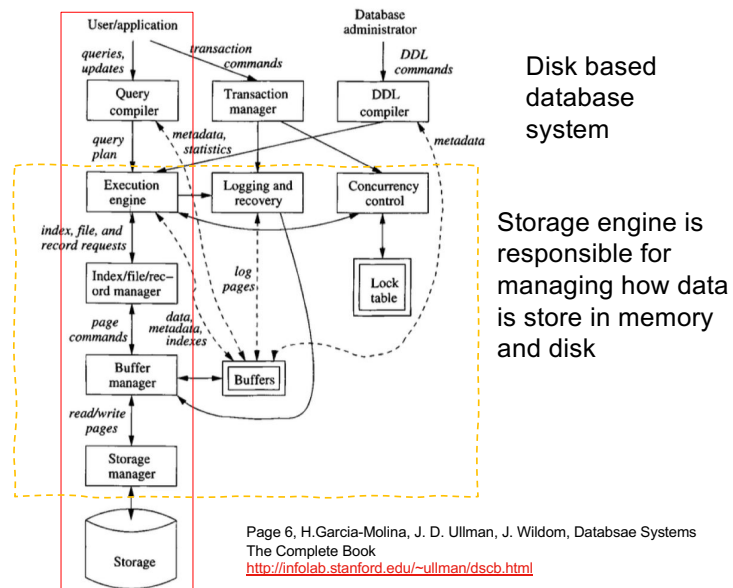 User/application
Database
administrator
queries,
updates
transaction
commands
DDL
commands
Query
compiler
Transaction
manager
DDL
compiler
query
plan
metadata,
statistics
metadata
Execution
engine
Logging and
recovery
Concurrency
control
index, file, and
record requests
Index/file/rec-
ord manager
log
pages
Lock
table
page
commands
data,
metadata,
indexes
Buffer
manager
Buffers
read/write
pages
Storage
manager
Storage
Disk based
database
system
Storage engine is
responsible for
managing how data
is store in memory
and disk
Page 6, H.Garcia-Molina, J. D. Ullman, J. Wildom, Databsae Systems
The Complete Book
http://infolab.stanford.edu/~ullman/dscb.html